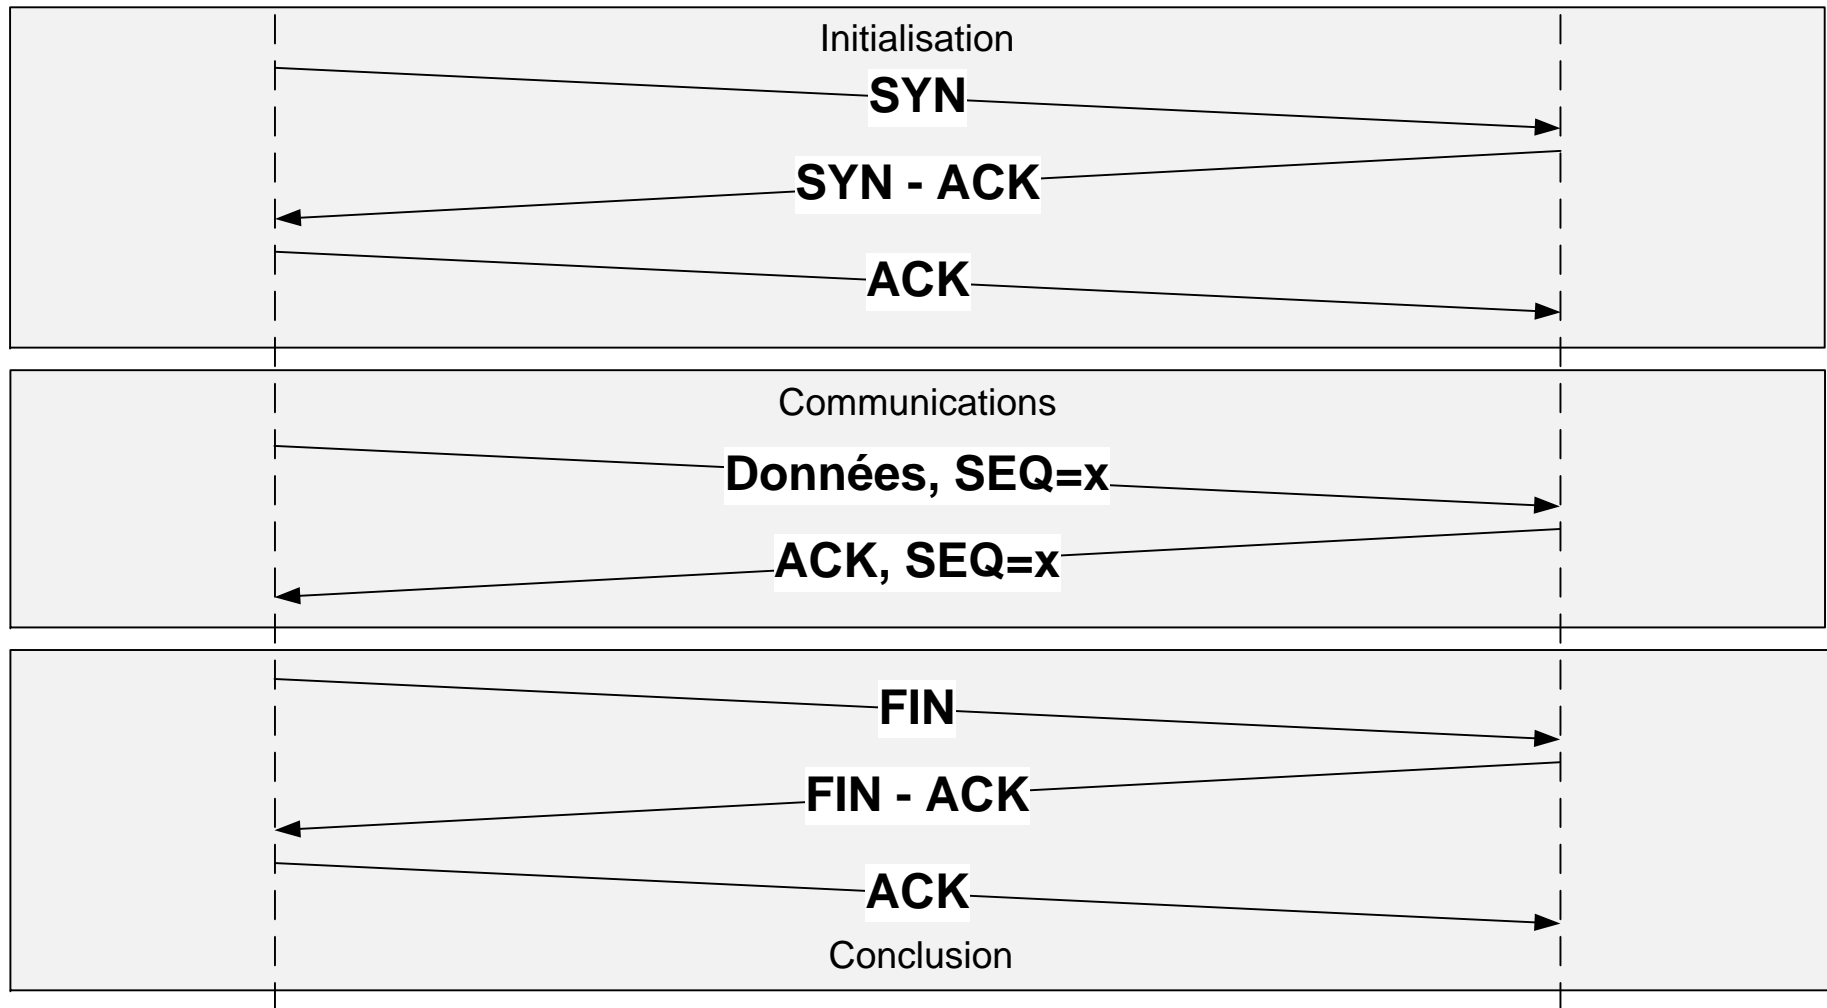 Initialisation
SYN
SYN - ACK
ACK
Communications
Données, SEQ=x
ACK, SEQ=x
FIN
FIN - ACK
ACK
Conclusion